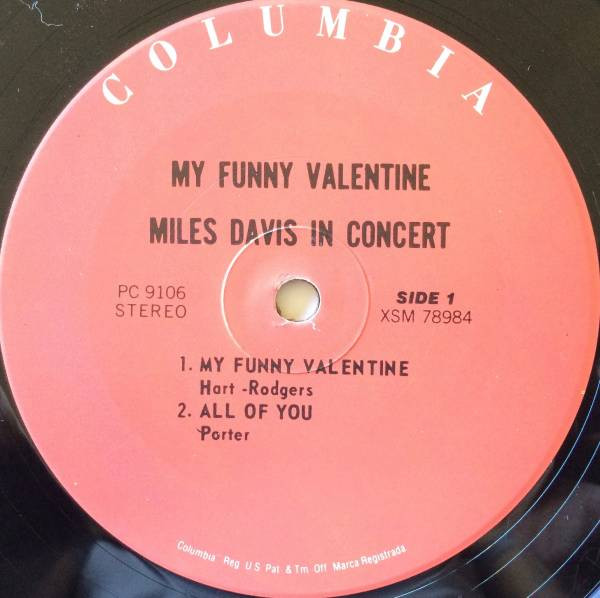 COLUMBIA
MY FUNNY VALENTINE
MILES DAVIS IN CONCERT
PC 9106
STEREO
SIDE 1
XSM 78984
1. MY FUNNY VALENTINE
Hart -Rodgers
2. ALL OF YOU
Porter
Columbia Reg U S Pat & Tm Off Marca Registrada